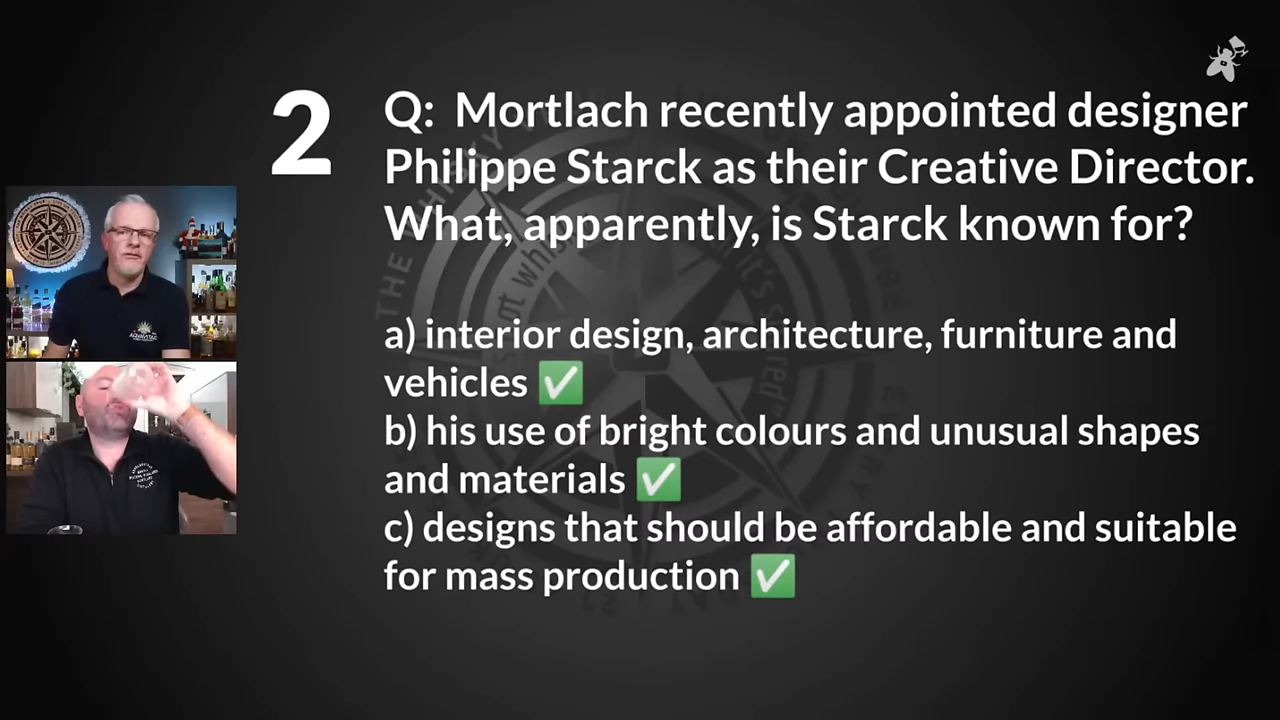 2
Q: Mortlach recently appointed designer
Philippe Starck as their Creative Director.
What, apparently, is Starck known for?
a) interior design, architecture, furniture and
vehicles ✅
b) his use of bright colours and unusual shapes
and materials ✅
c) designs that should be affordable and suitable
for mass production ✅